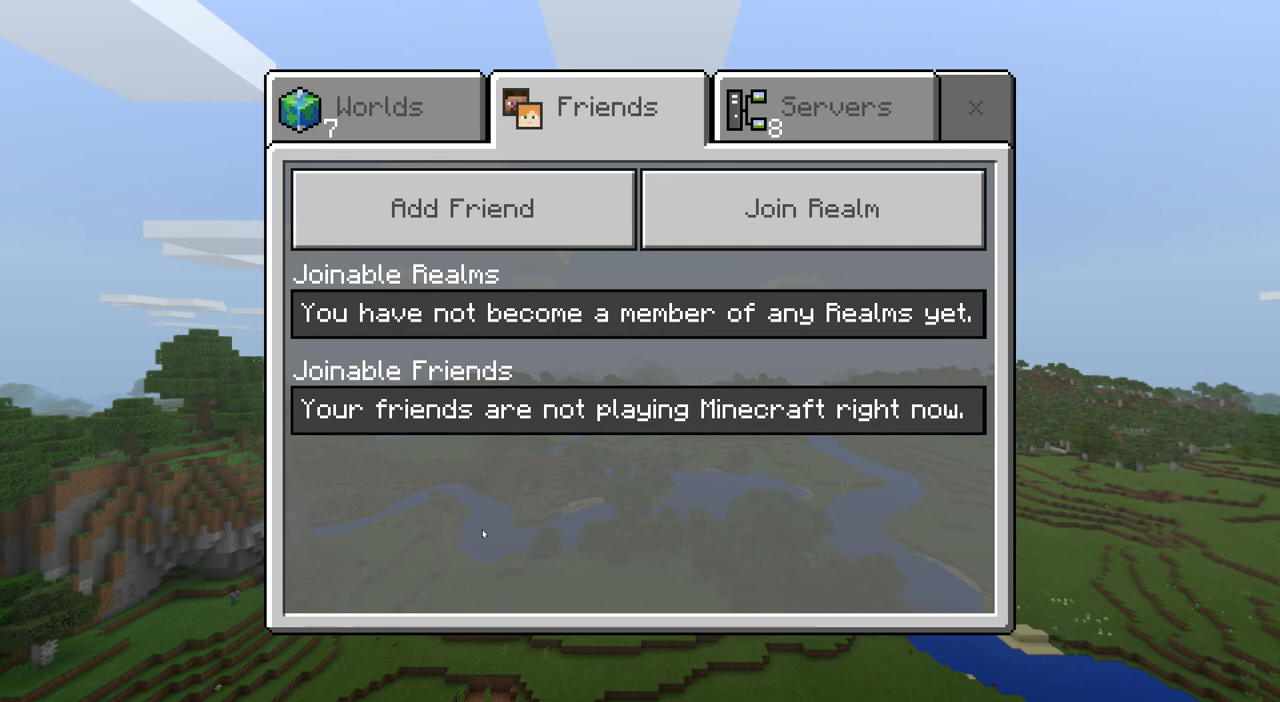 Worlds
7
Friends
Servers
8
Add Friend
Join Realm
Joinable Realms
You have not become a member of any Realms yet.
Joinable Friends
Your friends are not playing Minecraft right now.